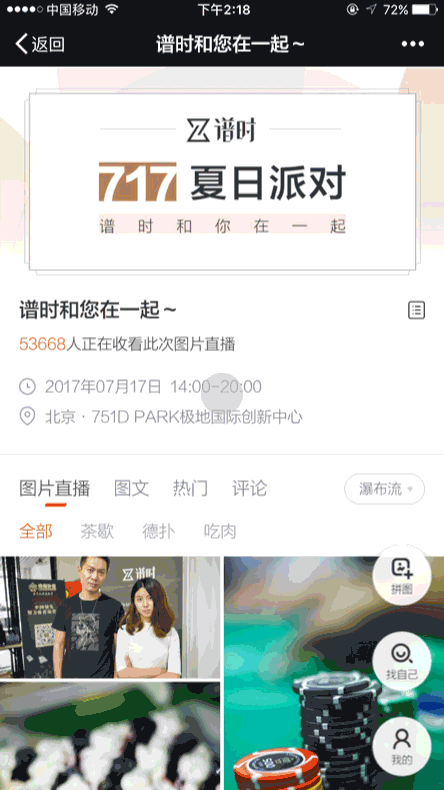 中国移动 下午2:18 72%
返回 谱时和您在一起～
谱时
717 夏日派对
谱时和你在一起
谱时和您在一起～
53668人正在收看此次图片直播
2017年07月17日 14:00-20:00
北京·751D PARK极地国际创新中心
图片直播 图文 热门 评论 瀑布流
全部 茶歇 德扑 吃肉
谱时
拼图
找自己
我的